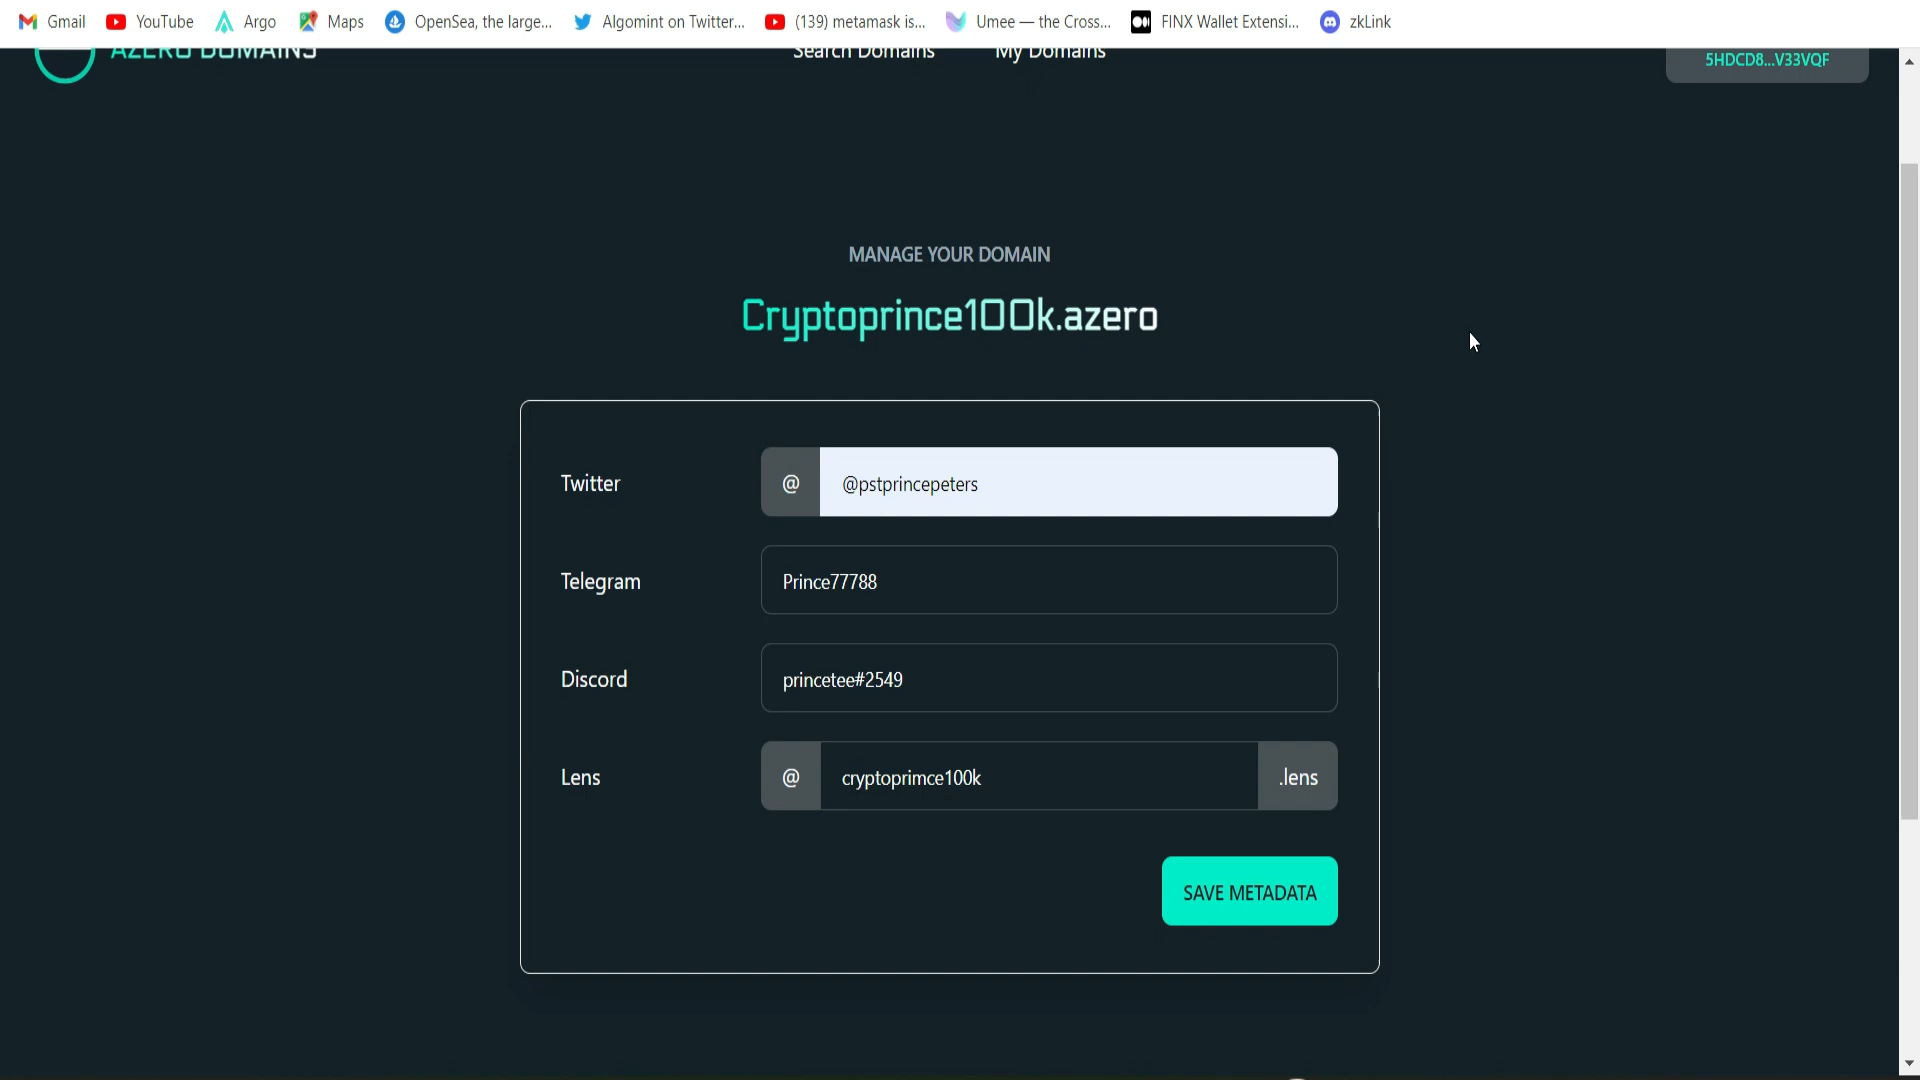 Gmail YouTube Argo Maps OpenSea, the large... Algomint on Twitter... (139) metamask is... Umee — the Cross... FINX Wallet Extensi... zkLink
AZERO DOMAINS Search Domains My Domains 5HDCD8...V33VQF
MANAGE YOUR DOMAIN
Cryptoprince100k.azero
Twitter @ @pstprincepeters
Telegram Prince77788
Discord princetee#2549
Lens @ cryptoprimce100k .lens
SAVE METADATA